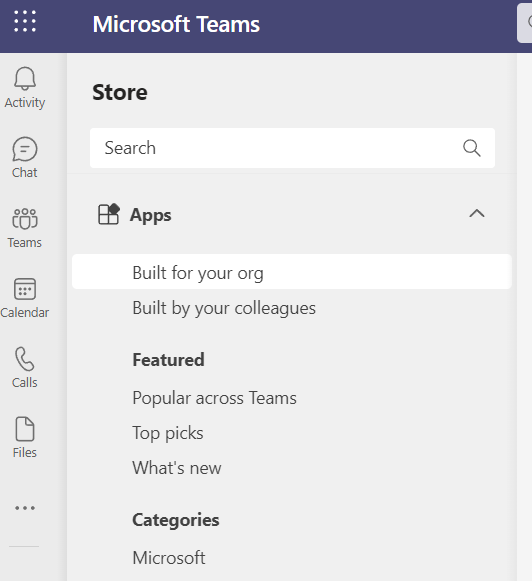 Microsoft Teams
Activity
Chat
Teams
Calendar
Calls
Files
Store
Search
Apps
Built for your org
Built by your colleagues
Featured
Popular across Teams
Top picks
What's new
Categories
Microsoft